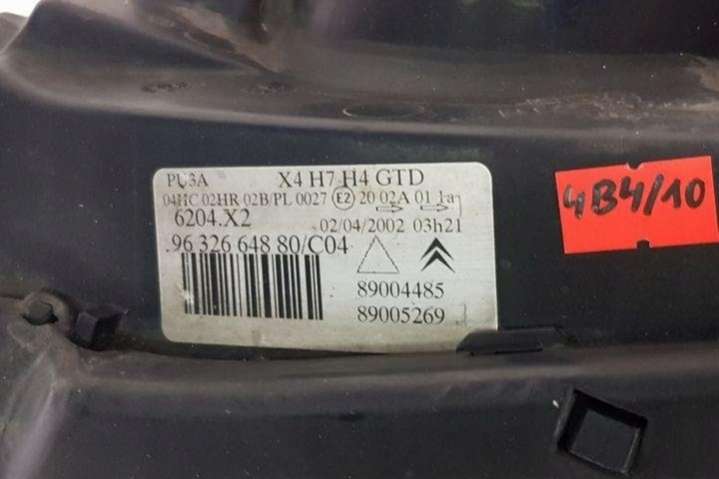 PU3A X4 H7 H4 GTD
04HC 02HR 02B/PL 0027 E2 20 02A 01 1a
6204.X2 02/04/2002 03h21
96 326 648 80/C04
89004485
89005269
4B4/10